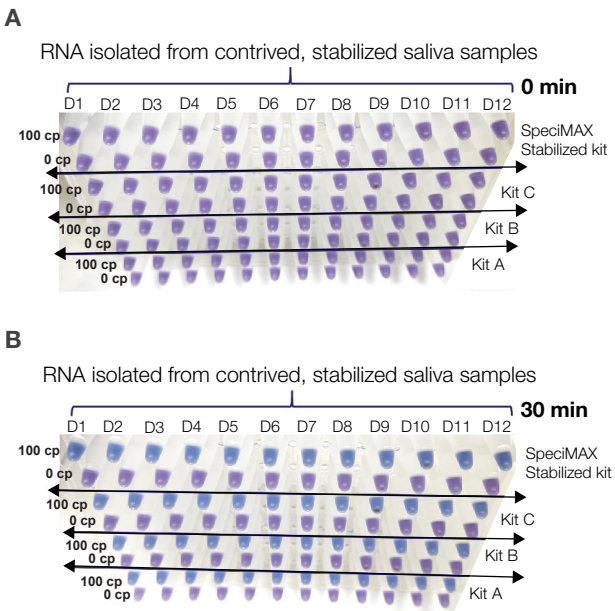 A
RNA isolated from contrived, stabilized saliva samples
0 min
D1 D2 D3 D4 D5 D6 D7 D8 D9 D10 D11 D12
100 cp
SpeciMAX
Stabilized kit
0 cp
100 cp
Kit C
0 cp
100 cp
Kit B
0 cp
100 cp
Kit A
0 cp
B
RNA isolated from contrived, stabilized saliva samples
30 min
D1 D2 D3 D4 D5 D6 D7 D8 D9 D10 D11 D12
100 cp
SpeciMAX
Stabilized kit
0 cp
100 cp
Kit C
0 cp
100 cp
Kit B
0 cp
100 cp
Kit A
0 cp